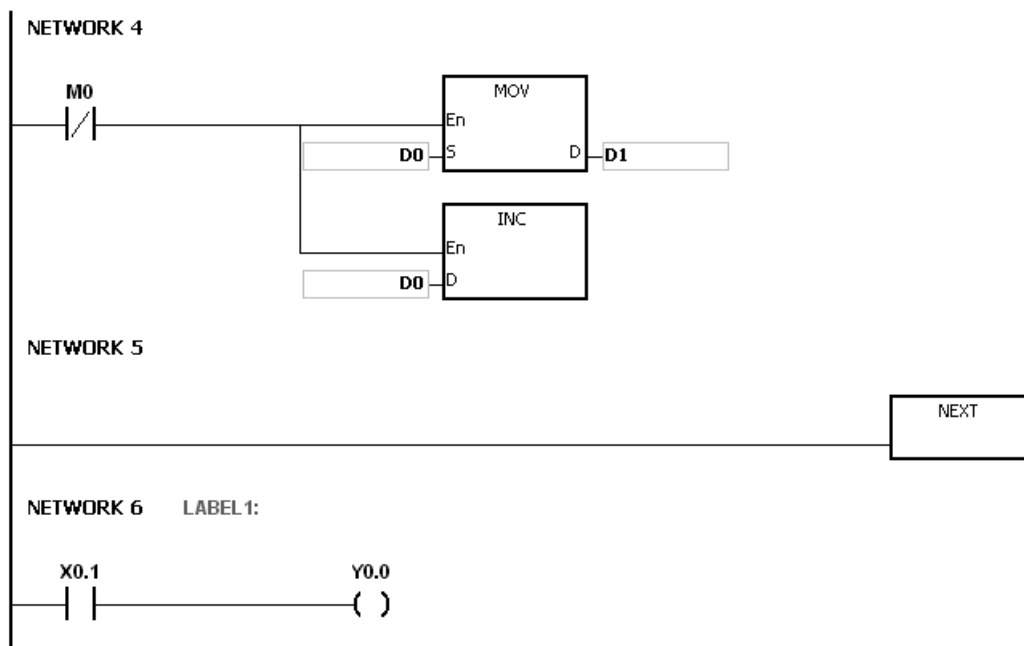 NETWORK 4
M0
MOV
En
D0 S D D1
INC
En
D0 D
NETWORK 5
NEXT
NETWORK 6 LABEL1:
X0.1 Y0.0